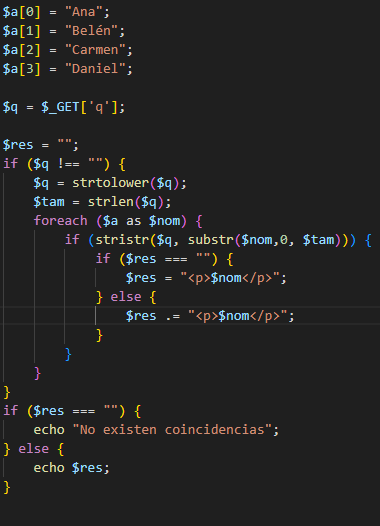 $a[0] = "Ana";
$a[1] = "Belén";
$a[2] = "Carmen";
$a[3] = "Daniel";

$q = $_GET['q'];

$res = "";
if ($q !== "") {
    $q = strtolower($q);
    $tam = strlen($q);
    foreach ($a as $nom) {
        if (stristr($q, substr($nom,0, $tam))) {
            if ($res === "") {
                $res = "<p>$nom</p>";
            } else {
                $res .= "<p>$nom</p>";
            }
        }
    }
}
if ($res === "") {
    echo "No existen coincidencias";
} else {
    echo $res;
}